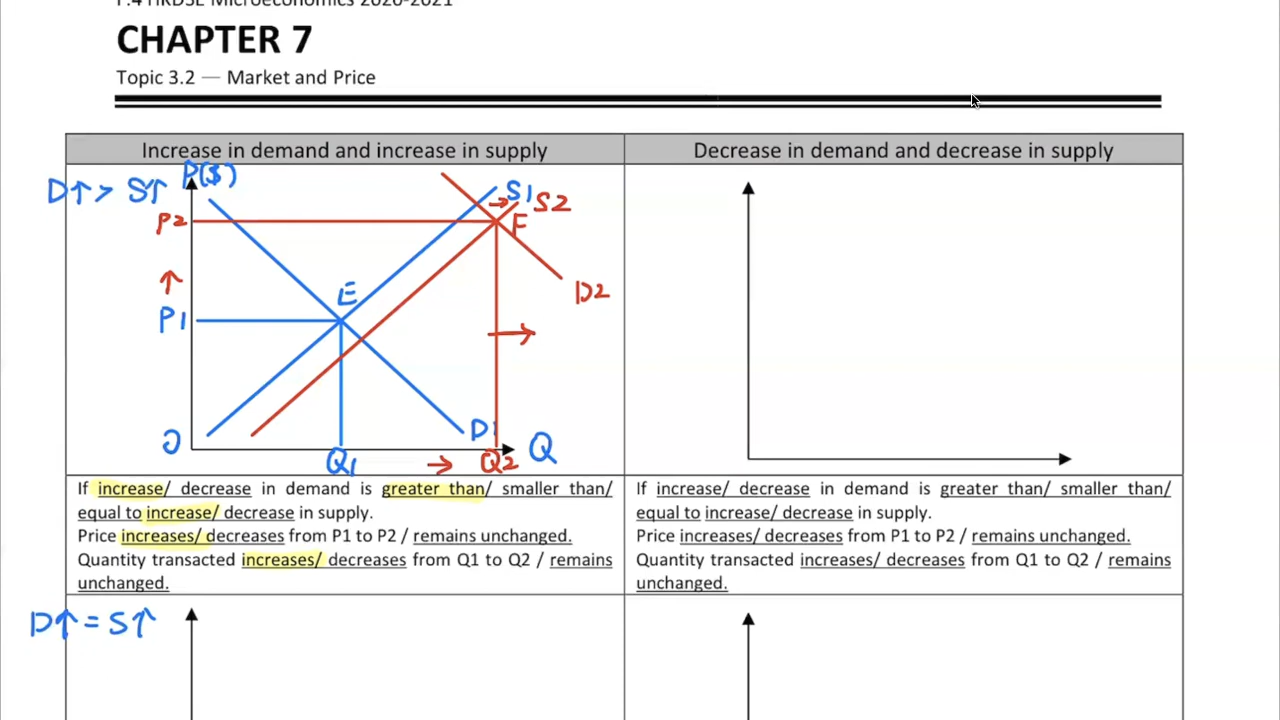 F.4 HKDSE Microeconomics 2020-2021
CHAPTER 7
Topic 3.2 — Market and Price
Increase in demand and increase in supply
Decrease in demand and decrease in supply
D↑ > S↑
P($)
S1
S2
P2
F
D2
↑
E
P1
→
O
D1
Q
Q1
→
Q2
If increase/ decrease in demand is greater than/ smaller than/
equal to increase/ decrease in supply.
Price increases/ decreases from P1 to P2 / remains unchanged.
Quantity transacted increases/ decreases from Q1 to Q2 / remains
unchanged.
If increase/ decrease in demand is greater than/ smaller than/
equal to increase/ decrease in supply.
Price increases/ decreases from P1 to P2 / remains unchanged.
Quantity transacted increases/ decreases from Q1 to Q2 / remains
unchanged.
D↑ = S↑